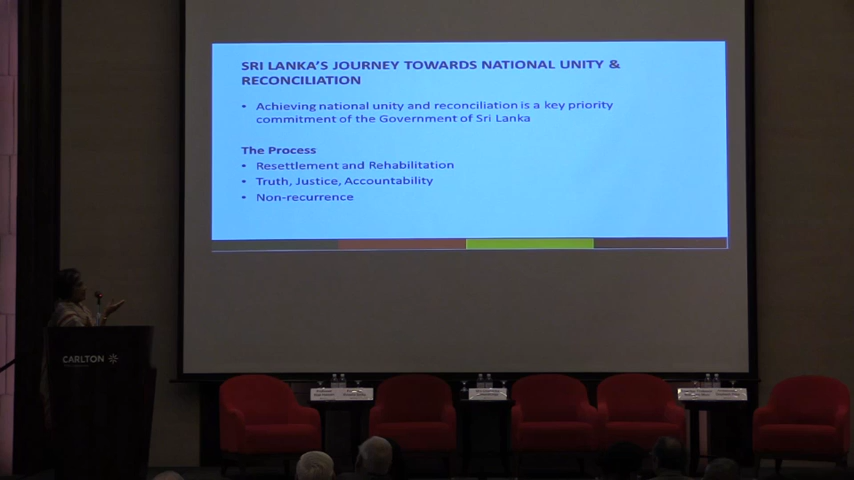 SRI LANKA'S JOURNEY TOWARDS NATIONAL UNITY &
RECONCILIATION
• Achieving national unity and reconciliation is a key priority
commitment of the Government of Sri Lanka
The Process
• Resettlement and Rehabilitation
• Truth, Justice, Accountability
• Non-recurrence
CARLTON